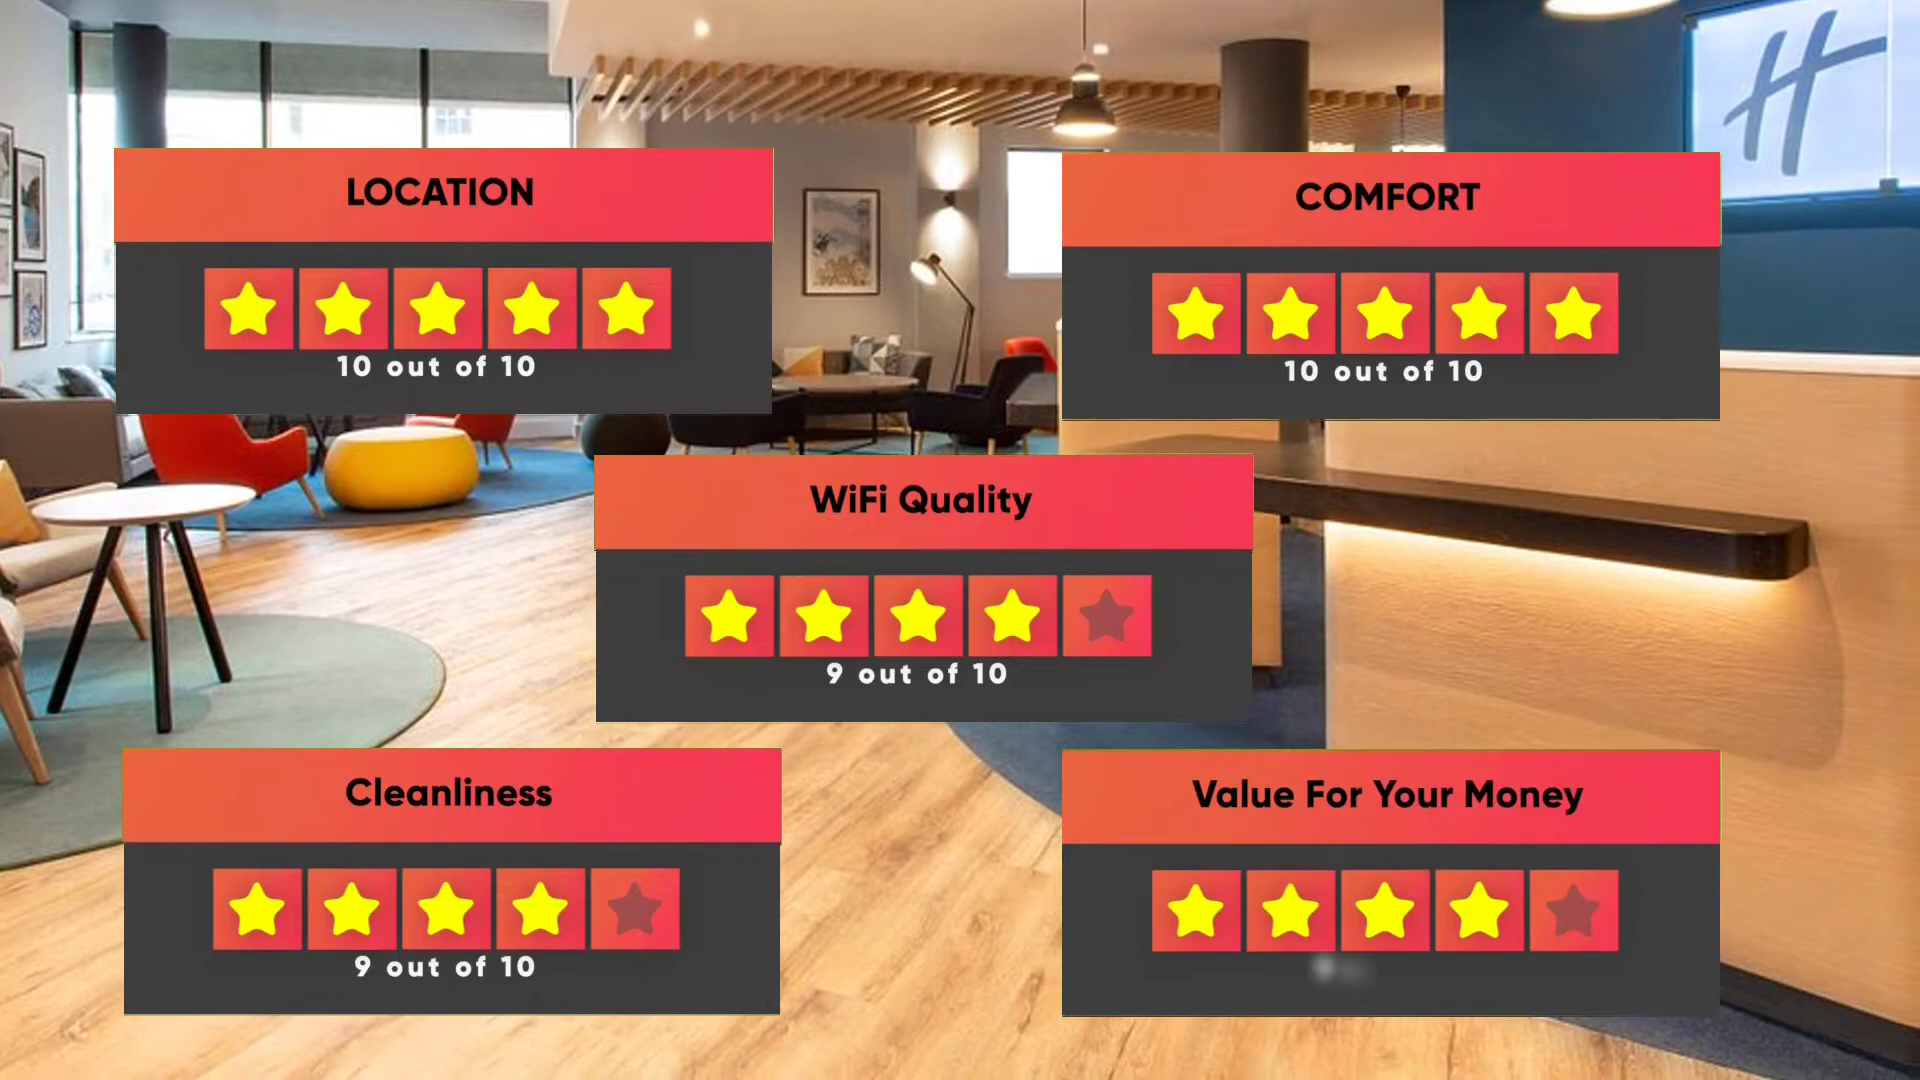 LOCATION
10 out of 10
COMFORT
10 out of 10
WiFi Quality
9 out of 10
Cleanliness
9 out of 10
Value For Your Money
H